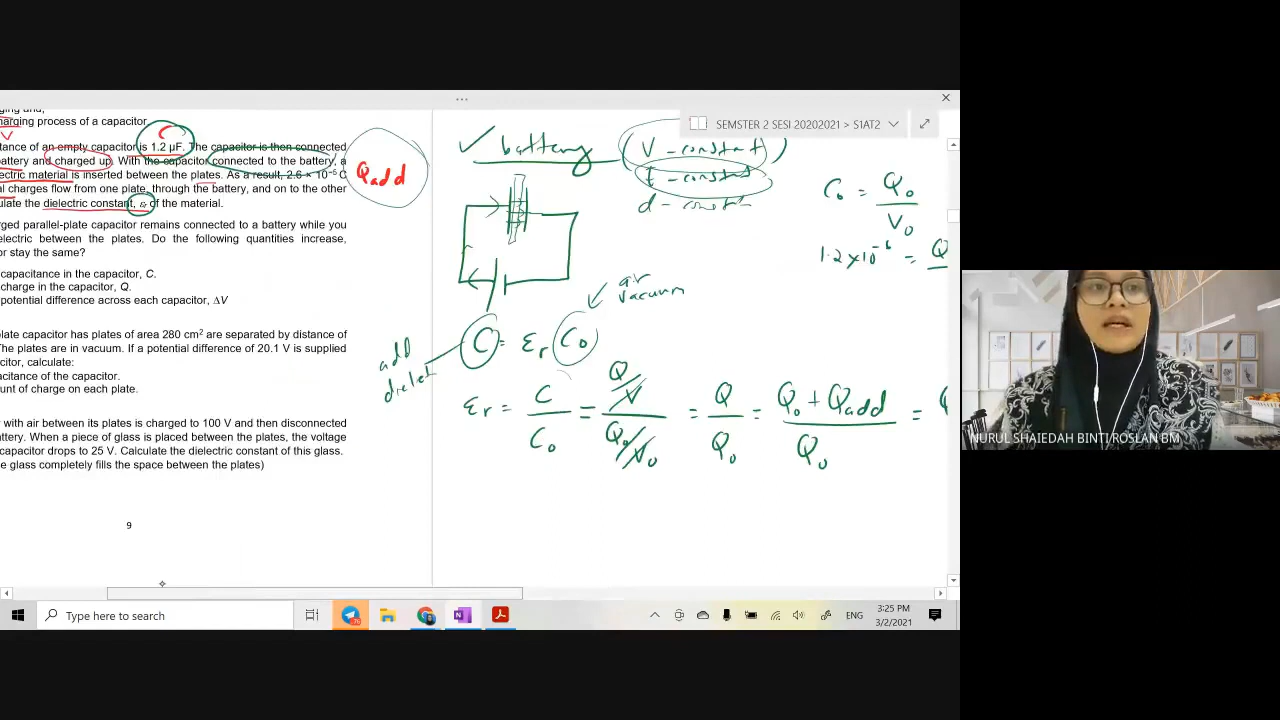 ging and,
harging process of a capacitor.
V
C
tance of an empty capacitor is 1.2 µF. The capacitor is then connected
battery and charged up. With the capacitor connected to the battery, a
ectric material is inserted between the plates. As a result, 2.6 × 10⁻⁵ C
al charges flow from one plate, through the battery, and on to the other
ulate the dielectric constant, εr of the material.
Qadd
rged parallel-plate capacitor remains connected to a battery while you
electric between the plates. Do the following quantities increase,
or stay the same?
capacitance in the capacitor, C.
charge in the capacitor, Q.
potential difference across each capacitor, ΔV
plate capacitor has plates of area 280 cm² are separated by distance of
The plates are in vacuum. If a potential difference of 20.1 V is supplied
citor, calculate:
acitance of the capacitor.
ount of charge on each plate.
r with air between its plates is charged to 100 V and then disconnected
attery. When a piece of glass is placed between the plates, the voltage
capacitor drops to 25 V. Calculate the dielectric constant of this glass.
e glass completely fills the space between the plates)
9
SEMSTER 2 SESI 20202021 > S1AT2
✓ battery (V-constant)
d - const
C₀ = Q₀/V₀
1.2 × 10⁻⁶ = Q
air
vacuum
C = εr C₀
add
εr = C/C₀ = (Q/V)/(Q₀/V₀) = Q/Q₀ = (Q₀ + Qadd)/Q₀ =
NURUL SHAIEDAH BINTI ROSLAN BM
Type here to search
ENG
3:25 PM
3/2/2021